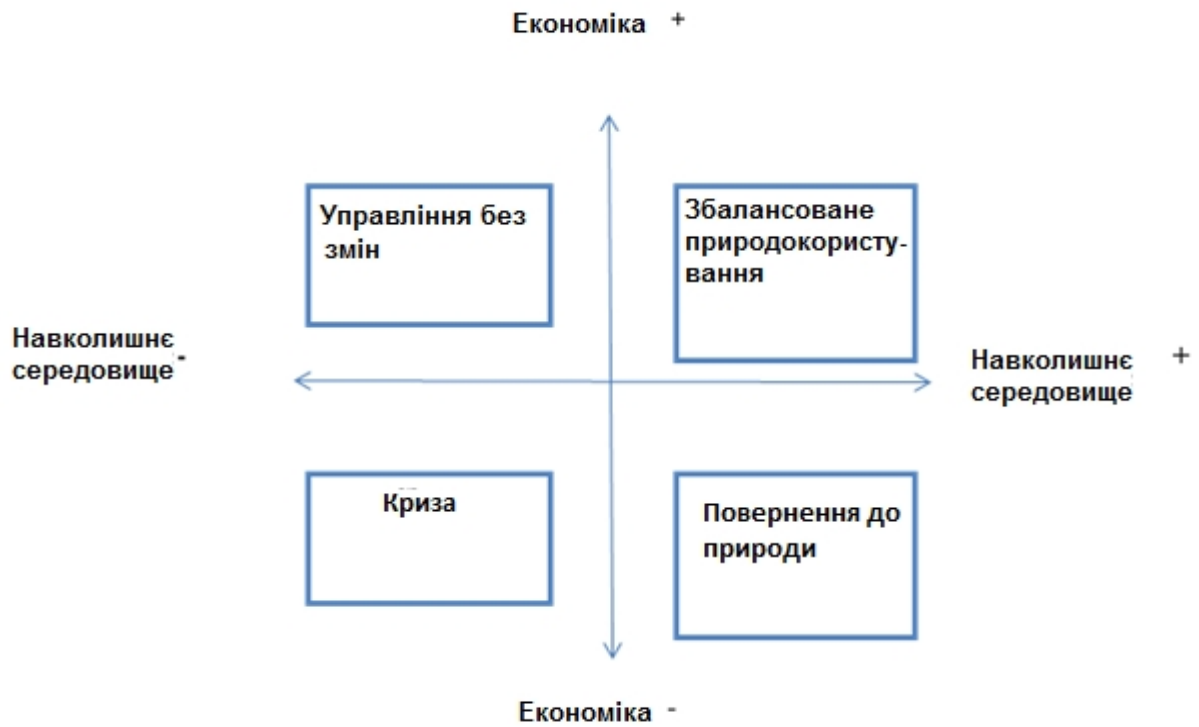 Економіка +
Управління без
змін
Збалансоване
природокористу-
вання
Навколишнє
середовище -
Навколишнє +
середовище
Криза
Повернення до
природи
Економіка -